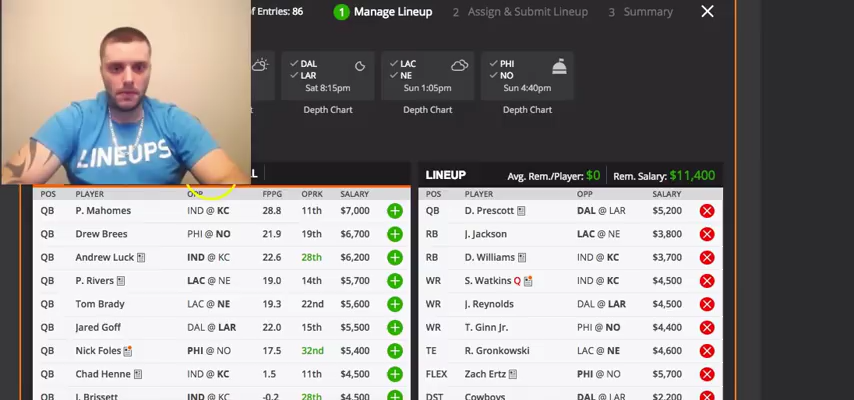 of Entries: 86
1 Manage Lineup
2 Assign & Submit Lineup
3 Summary
DAL
LAR
Sat 8:15pm
Depth Chart
LAC
NE
Sun 1:05pm
Depth Chart
PHI
NO
Sun 4:40pm
Depth Chart
LINEUPS
LINEUP Avg. Rem./Player: $0 Rem. Salary: $11,400
POS PLAYER OPP FPPG OPRK SALARY
QB P. Mahomes IND @ KC 28.8 11th $7,000
QB Drew Brees PHI @ NO 21.9 19th $6,700
QB Andrew Luck IND @ KC 22.6 28th $6,200
QB P. Rivers LAC @ NE 19.0 14th $5,700
QB Tom Brady LAC @ NE 19.3 22nd $5,600
QB Jared Goff DAL @ LAR 22.0 15th $5,500
QB Nick Foles PHI @ NO 17.5 32nd $5,400
QB Chad Henne IND @ KC 1.5 11th $4,500
QB J. Brissett IND @ KC -0.2 28th $4,500
POS PLAYER OPP SALARY
QB D. Prescott DAL @ LAR $5,200
RB J. Jackson LAC @ NE $3,800
RB D. Williams IND @ KC $3,700
WR S. Watkins Q IND @ KC $4,500
WR J. Reynolds DAL @ LAR $4,500
WR T. Ginn Jr. PHI @ NO $4,400
TE R. Gronkowski LAC @ NE $4,600
FLEX Zach Ertz PHI @ NO $5,700
DST Cowboys DAL @ LAR $2,200